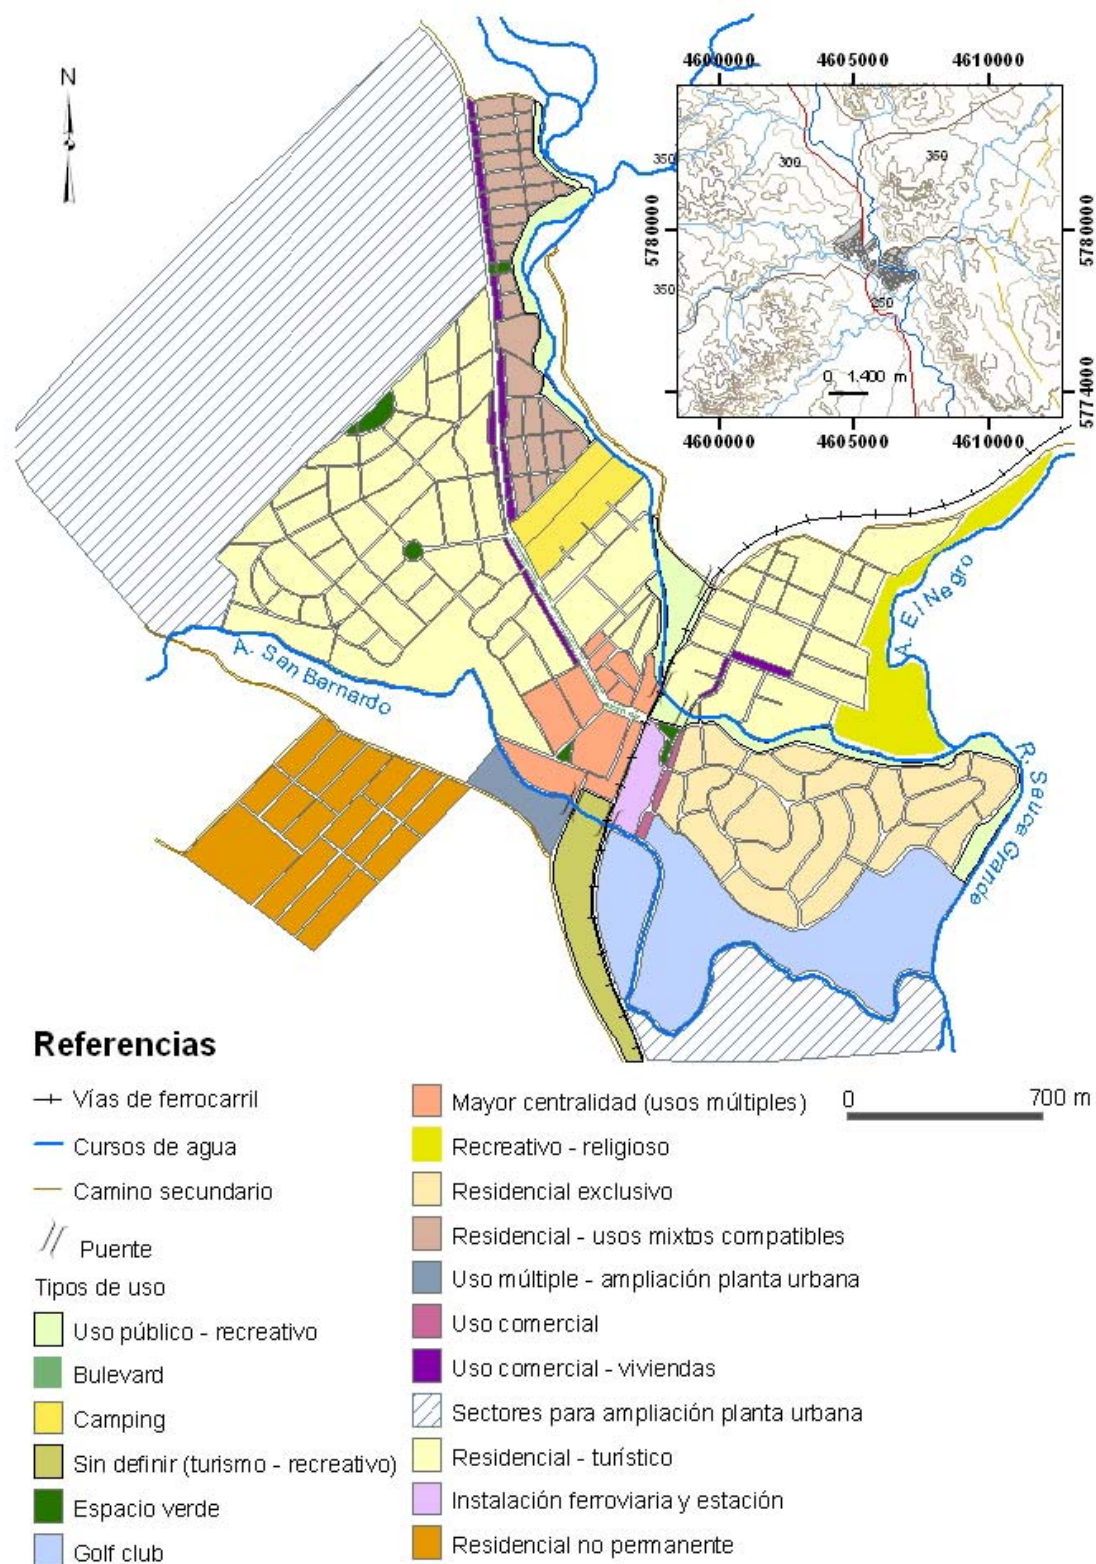 N
4600000 4605000 4610000
350
300
350
5780000
5780000
350
250
0 1.400 m
5774000
4600000 4605000 4610000
A- El Negro
A- San Bernardo
R- Sauce Grande
Referencias
Vías de ferrocarril
Cursos de agua
Camino secundario
Puente
Tipos de uso
Uso público - recreativo
Bulevard
Camping
Sin definir (turismo - recreativo)
Espacio verde
Golf club
Mayor centralidad (usos múltiples)
Recreativo - religioso
Residencial exclusivo
Residencial - usos mixtos compatibles
Uso múltiple - ampliación planta urbana
Uso comercial
Uso comercial - viviendas
Sectores para ampliación planta urbana
Residencial - turístico
Instalación ferroviaria y estación
Residencial no permanente
0 700 m